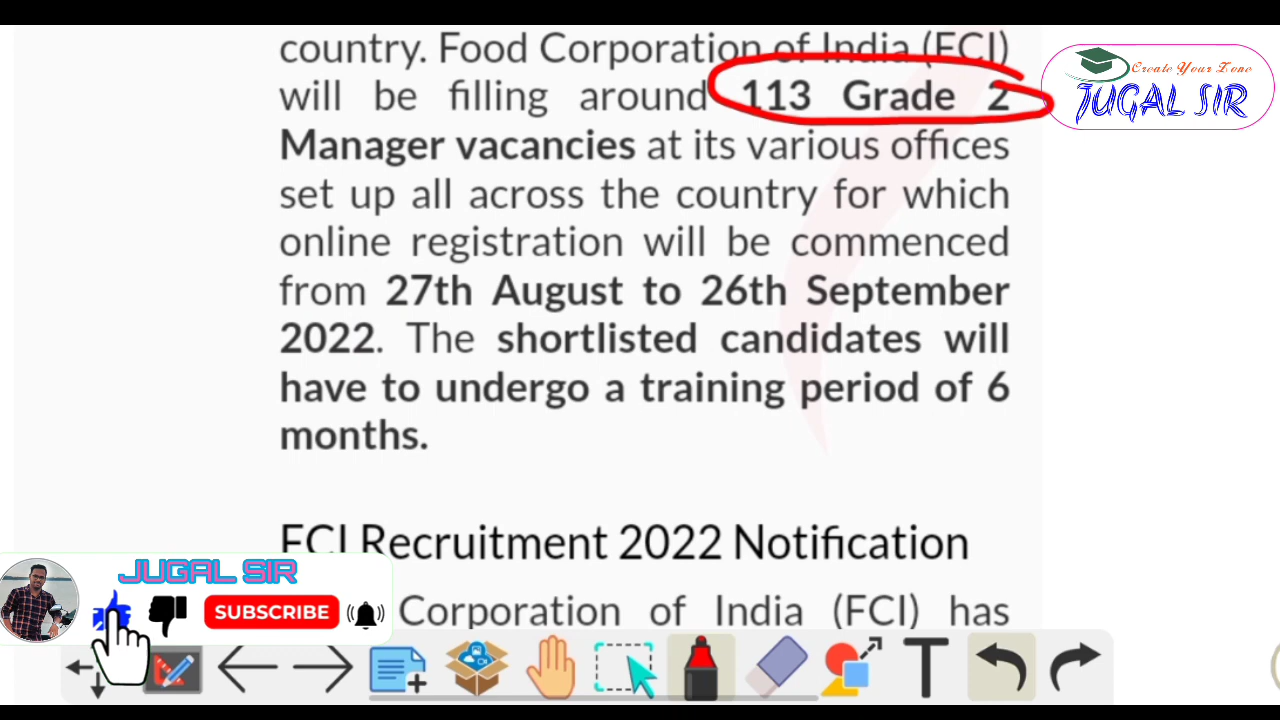 country. Food Corporation of India (FCI)
will be filling around 113 Grade 2
Manager vacancies at its various offices
set up all across the country for which
online registration will be commenced
from 27th August to 26th September
2022. The shortlisted candidates will
have to undergo a training period of 6
months.
FCI Recruitment 2022 Notification
Corporation of India (FCI) has
Create Your Zone
JUGAL SIR
JUGAL SIR
SUBSCRIBE
T